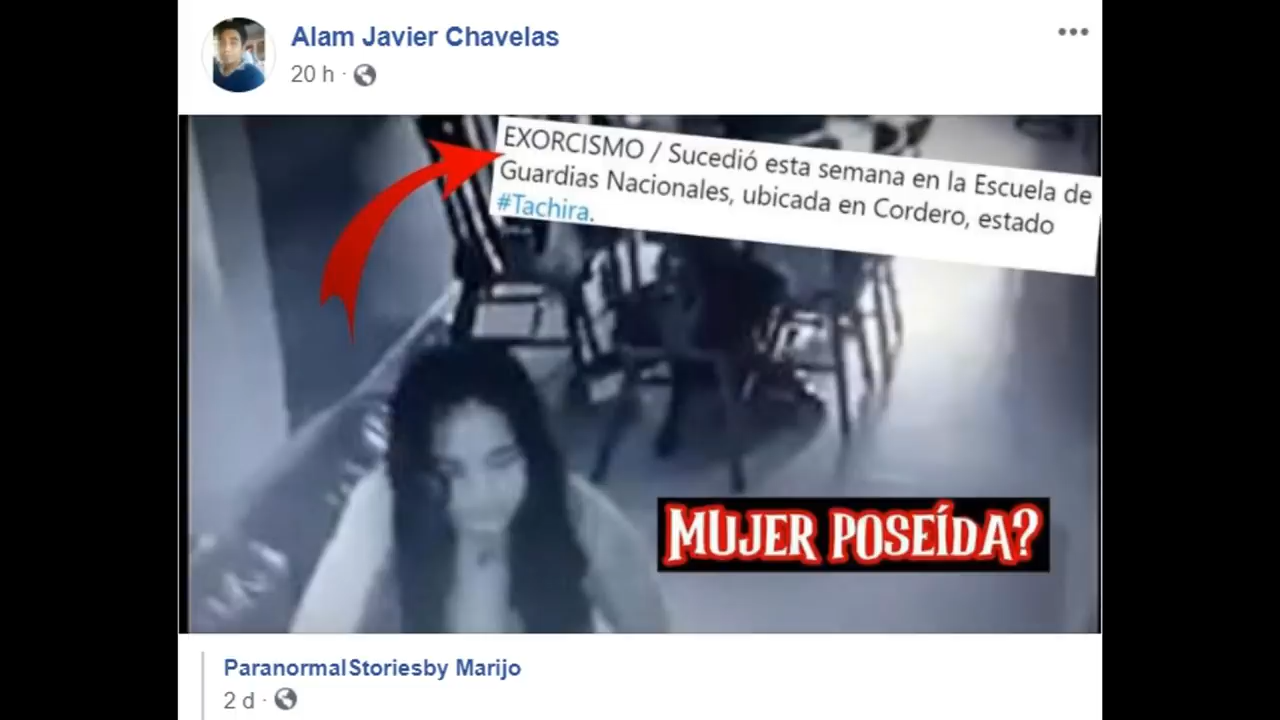 Alam Javier Chavelas
20 h ·
EXORCISMO / Sucedió esta semana en la Escuela de
Guardias Nacionales, ubicada en Cordero, estado
#Tachira.
MUJER POSEÍDA?
ParanormalStoriesby Marijo
2 d ·